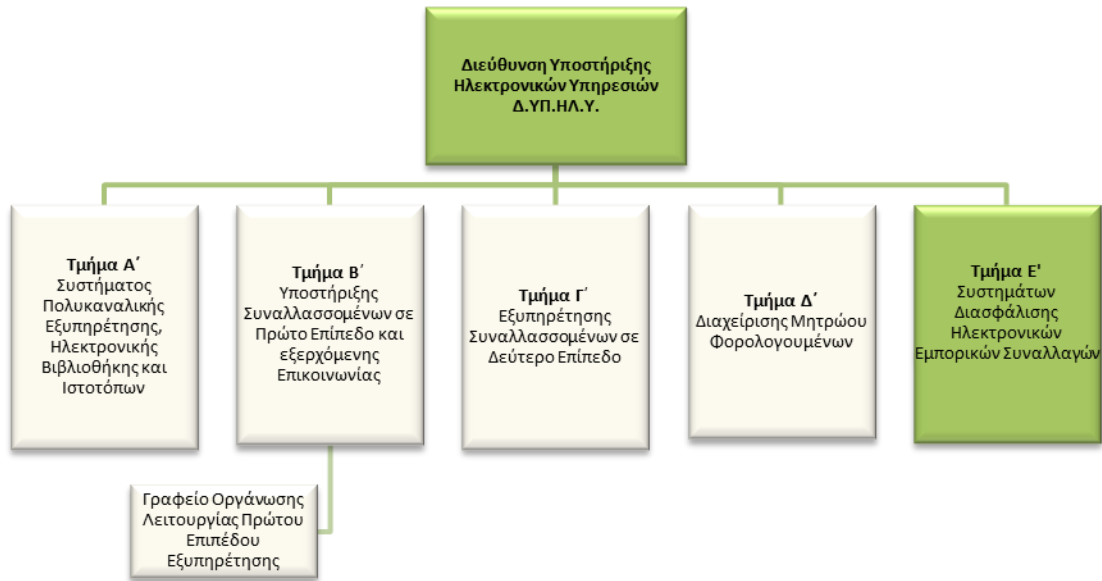 Διεύθυνση Υποστήριξης
Ηλεκτρονικών Υπηρεσιών
Δ.ΥΠ.ΗΛ.Υ.
Τμήμα Α΄
Συστήματος
Πολυκαναλικής
Εξυπηρέτησης,
Ηλεκτρονικής
Βιβλιοθήκης και
Ιστοτόπων
Τμήμα Β΄
Υποστήριξης
Συναλλασσομένων σε
Πρώτο Επίπεδο και
εξερχόμενης
Επικοινωνίας
Τμήμα Γ΄
Εξυπηρέτησης
Συναλλασσομένων σε
Δεύτερο Επίπεδο
Τμήμα Δ΄
Διαχείρισης Μητρώου
Φορολογουμένων
Τμήμα Ε'
Συστημάτων
Διασφάλισης
Ηλεκτρονικών
Εμπορικών Συναλλαγών
Γραφείο Οργάνωσης
Λειτουργίας Πρώτου
Επιπέδου
Εξυπηρέτησης